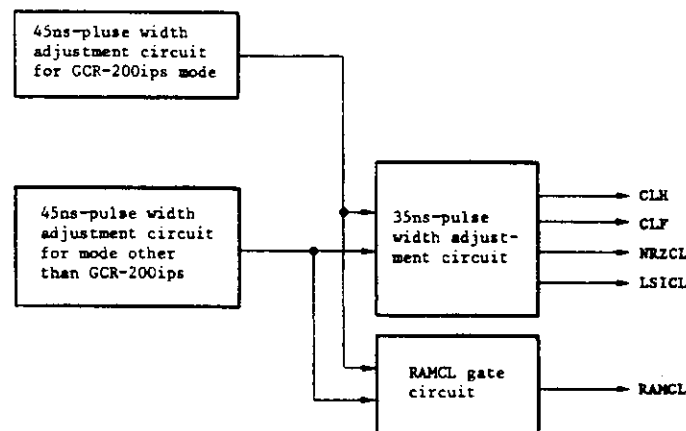 45ns-pluse width
adjustment circuit
for GCR-200ips mode
45ns-pulse width
adjustment circuit
for mode other
than GCR-200ips
35ns-pulse
width adjust-
ment circuit
CLH
CLF
NRZCL
LSICL
RAMCL gate
circuit
RAMCL